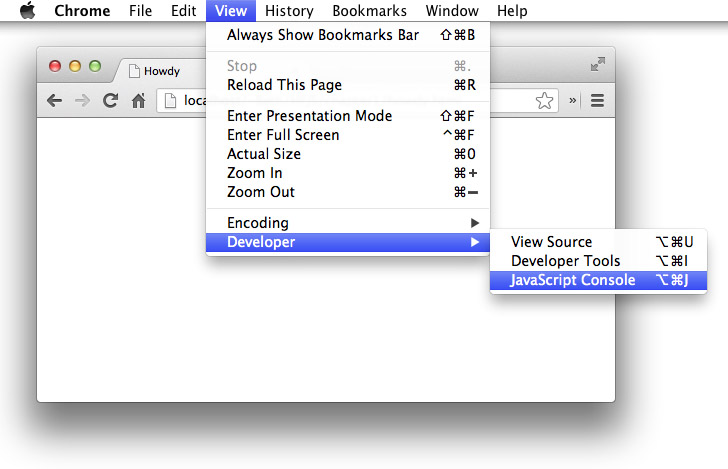 Chrome File Edit View History Bookmarks Window Help
Always Show Bookmarks Bar ⇧⌘B
Howdy
Stop ⌘.
Reload This Page ⌘R
loca
»
Enter Presentation Mode ⇧⌘F
Enter Full Screen ^⌘F
Actual Size ⌘0
Zoom In ⌘+
Zoom Out ⌘−
Encoding ▶
Developer ▶
View Source ⌥⌘U
Developer Tools ⌥⌘I
JavaScript Console ⌥⌘J